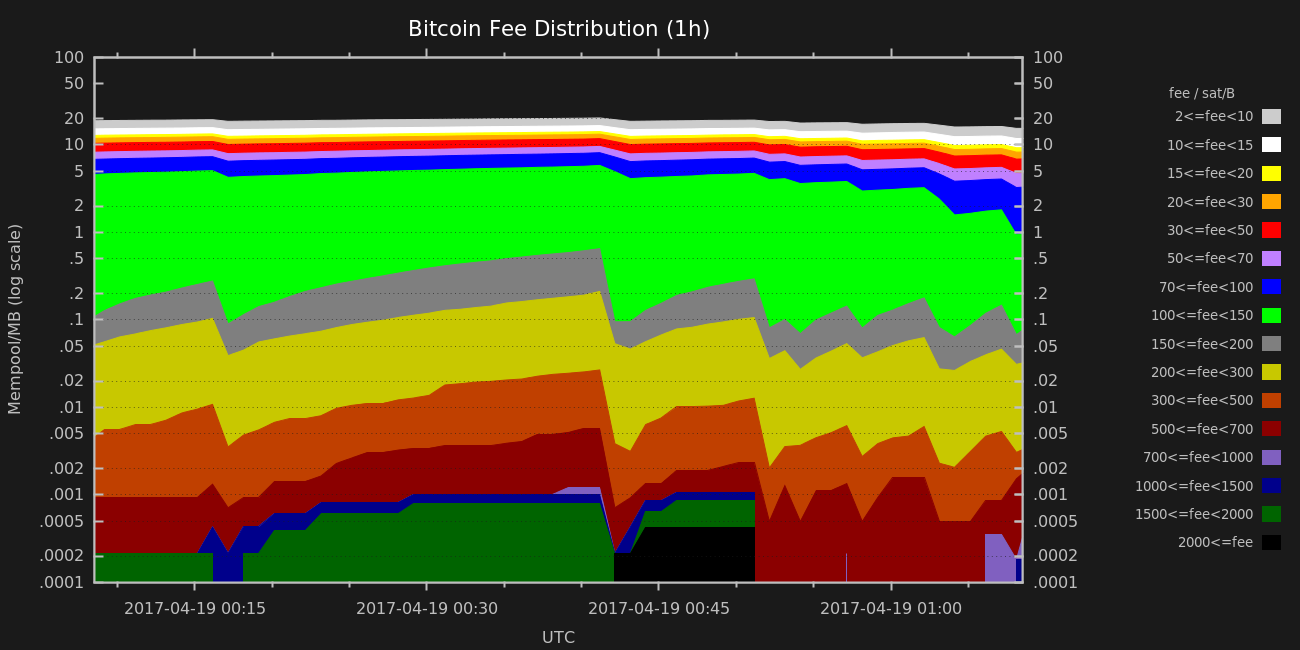 Bitcoin Fee Distribution (1h)
Mempool/MB (log scale)
100
50
20
10
5
2
1
.5
.2
.1
.05
.02
.01
.005
.002
.001
.0005
.0002
.0001
100
50
20
10
5
2
1
.5
.2
.1
.05
.02
.01
.005
.002
.001
.0005
.0002
.0001
2017-04-19 00:15 2017-04-19 00:30 2017-04-19 00:45 2017-04-19 01:00
UTC
fee / sat/B
2<=fee<10
10<=fee<15
15<=fee<20
20<=fee<30
30<=fee<50
50<=fee<70
70<=fee<100
100<=fee<150
150<=fee<200
200<=fee<300
300<=fee<500
500<=fee<700
700<=fee<1000
1000<=fee<1500
1500<=fee<2000
2000<=fee